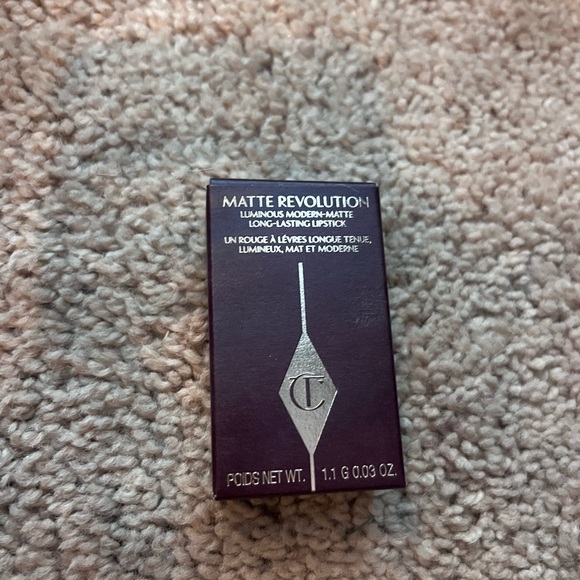 MATTE REVOLUTION
LUMINOUS MODERN-MATTE
LONG-LASTING LIPSTICK
UN ROUGE À LÈVRES LONGUE TENUE,
LUMINEUX, MAT ET MODERNE
CT
POIDS NET WT. 1.1 G 0.03 OZ.